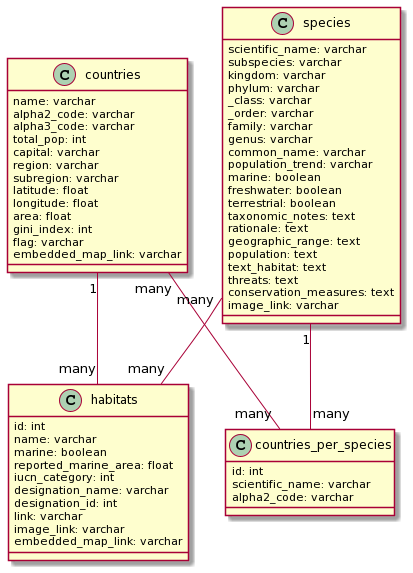 C countries
name: varchar
alpha2_code: varchar
alpha3_code: varchar
total_pop: int
capital: varchar
region: varchar
subregion: varchar
latitude: float
longitude: float
area: float
gini_index: int
flag: varchar
embedded_map_link: varchar
C species
scientific_name: varchar
subspecies: varchar
kingdom: varchar
phylum: varchar
_class: varchar
_order: varchar
family: varchar
genus: varchar
common_name: varchar
population_trend: varchar
marine: boolean
freshwater: boolean
terrestrial: boolean
taxonomic_notes: text
rationale: text
geographic_range: text
population: text
text_habitat: text
threats: text
conservation_measures: text
image_link: varchar
1
many
many
1
many
many
many
many
C habitats
id: int
name: varchar
marine: boolean
reported_marine_area: float
iucn_category: int
designation_name: varchar
designation_id: int
link: varchar
image_link: varchar
embedded_map_link: varchar
C countries_per_species
id: int
scientific_name: varchar
alpha2_code: varchar